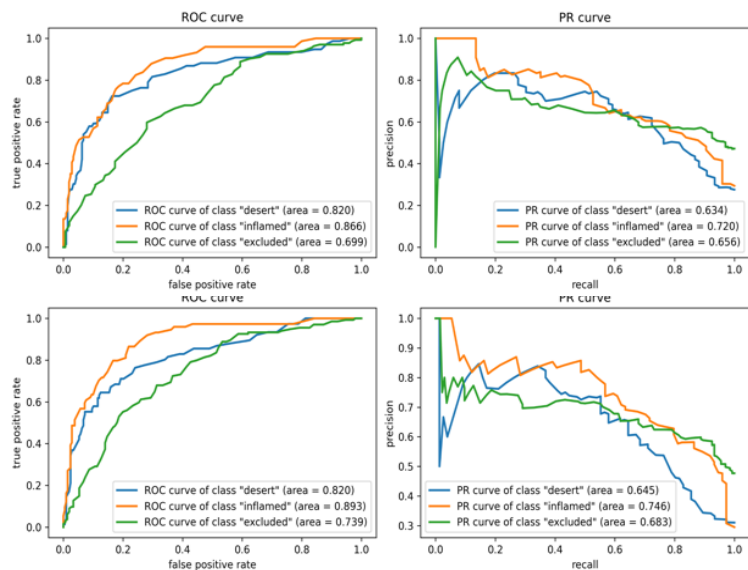 ROC curve
true positive rate
1.0
0.8
0.6
0.4
0.2
0.0
ROC curve of class "desert" (area = 0.820)
ROC curve of class "inflamed" (area = 0.866)
ROC curve of class "excluded" (area = 0.699)
0.0 0.2 0.4 0.6 0.8 1.0
false positive rate
PR curve
precision
1.0
0.8
0.6
0.4
0.2
0.0
PR curve of class "desert" (area = 0.634)
PR curve of class "inflamed" (area = 0.720)
PR curve of class "excluded" (area = 0.656)
0.0 0.2 0.4 0.6 0.8 1.0
recall
ROC curve
true positive rate
1.0
0.8
0.6
0.4
0.2
0.0
ROC curve of class "desert" (area = 0.820)
ROC curve of class "inflamed" (area = 0.893)
ROC curve of class "excluded" (area = 0.739)
0.0 0.2 0.4 0.6 0.8 1.0
false positive rate
PR curve
precision
1.0
0.9
0.8
0.7
0.6
0.5
0.4
0.3
PR curve of class "desert" (area = 0.645)
PR curve of class "inflamed" (area = 0.746)
PR curve of class "excluded" (area = 0.683)
0.0 0.2 0.4 0.6 0.8 1.0
recall